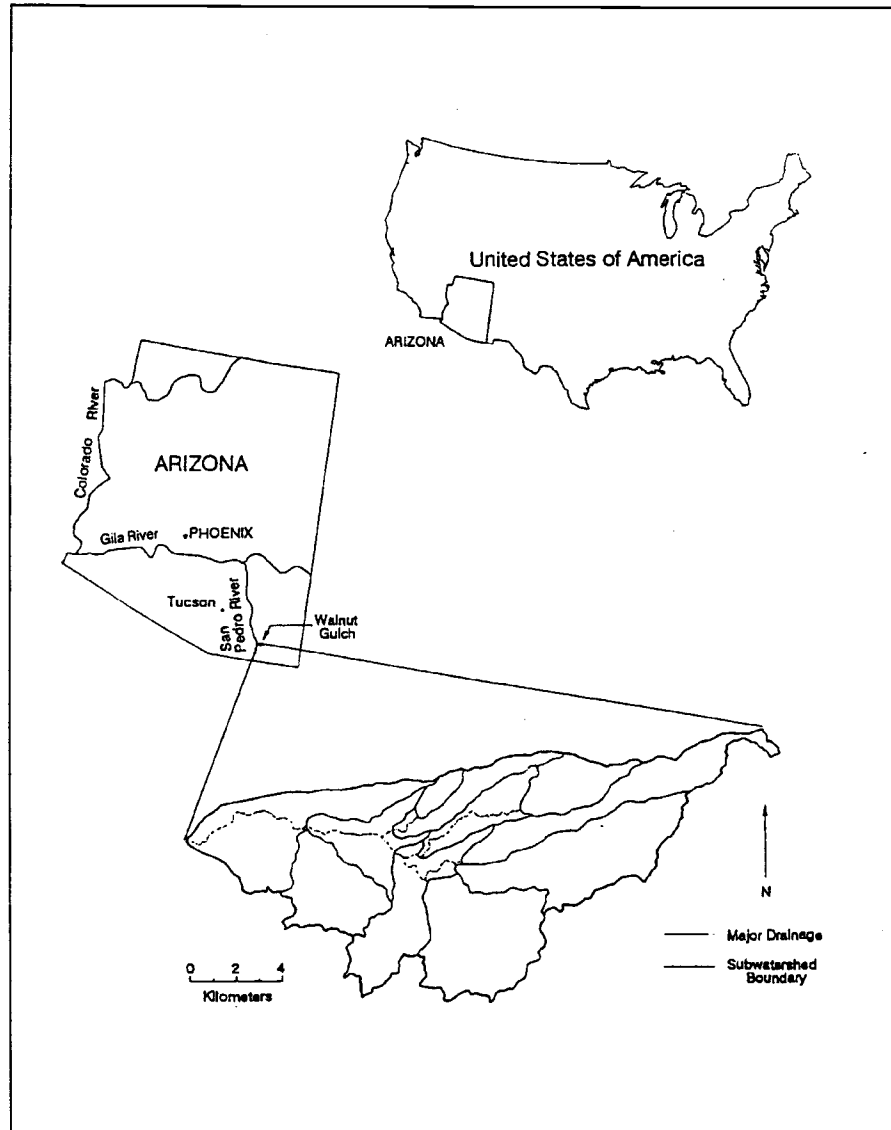 United States of America
ARIZONA
Colorado River
ARIZONA
Gila River
PHOENIX
Tucson
San
Pedro River
Walnut
Gulch
N
0 2 4
Kilometers
Major Drainage
Subwatershed
Boundary